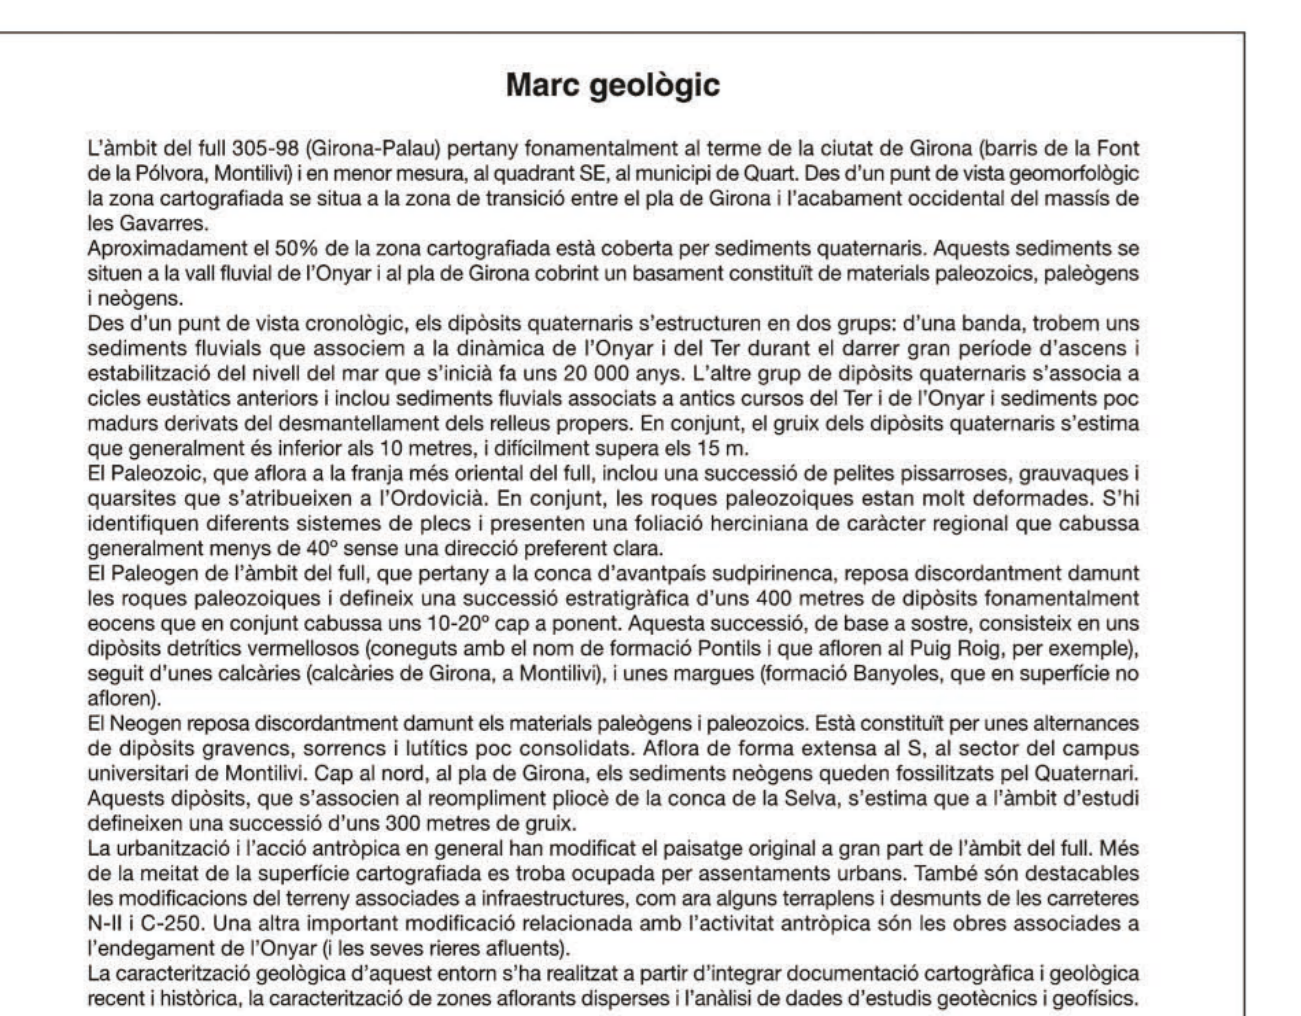 Marc geològic
L'àmbit del full 305-98 (Girona-Palau) pertany fonamentalment al terme de la ciutat de Girona (barris de la Font
de la Pólvora, Montilivi) i en menor mesura, al quadrant SE, al municipi de Quart. Des d'un punt de vista geomorfològic
la zona cartografiada se situa a la zona de transició entre el pla de Girona i l'acabament occidental del massís de
les Gavarres.
Aproximadament el 50% de la zona cartografiada està coberta per sediments quaternaris. Aquests sediments se
situen a la vall fluvial de l'Onyar i al pla de Girona cobrint un basament constituït de materials paleozoics, paleògens
i neògens.
Des d'un punt de vista cronològic, els dipòsits quaternaris s'estructuren en dos grups: d'una banda, trobem uns
sediments fluvials que associem a la dinàmica de l'Onyar i del Ter durant el darrer gran període d'ascens i
estabilització del nivell del mar que s'inicià fa uns 20 000 anys. L'altre grup de dipòsits quaternaris s'associa a
cicles eustàtics anteriors i inclou sediments fluvials associats a antics cursos del Ter i de l'Onyar i sediments poc
madurs derivats del desmantellament dels relleus propers. En conjunt, el gruix dels dipòsits quaternaris s'estima
que generalment és inferior als 10 metres, i difícilment supera els 15 m.
El Paleozoic, que aflora a la franja més oriental del full, inclou una successió de pelites pissarroses, grauvaques i
quarsites que s'atribueixen a l'Ordovicià. En conjunt, les roques paleozoiques estan molt deformades. S'hi
identifiquen diferents sistemes de plecs i presenten una foliació herciniana de caràcter regional que cabussa
generalment menys de 40º sense una direcció preferent clara.
El Paleogen de l'àmbit del full, que pertany a la conca d'avantpaís sudpirinenca, reposa discordantment damunt
les roques paleozoiques i defineix una successió estratigràfica d'uns 400 metres de dipòsits fonamentalment
eocens que en conjunt cabussa uns 10-20º cap a ponent. Aquesta successió, de base a sostre, consisteix en uns
dipòsits detrítics vermellosos (coneguts amb el nom de formació Pontils i que afloren al Puig Roig, per exemple),
seguit d'unes calcàries (calcàries de Girona, a Montilivi), i unes margues (formació Banyoles, que en superfície no
afloren).
El Neogen reposa discordantment damunt els materials paleògens i paleozoics. Està constituït per unes alternances
de dipòsits gravencs, sorrencs i lutítics poc consolidats. Aflora de forma extensa al S, al sector del campus
universitari de Montilivi. Cap al nord, al pla de Girona, els sediments neògens queden fossilitzats pel Quaternari.
Aquests dipòsits, que s'associen al reompliment pliocè de la conca de la Selva, s'estima que a l'àmbit d'estudi
defineixen una successió d'uns 300 metres de gruix.
La urbanització i l'acció antròpica en general han modificat el paisatge original a gran part de l'àmbit del full. Més
de la meitat de la superfície cartografiada es troba ocupada per assentaments urbans. També són destacables
les modificacions del terreny associades a infraestructures, com ara alguns terraplens i desmunts de les carreteres
N-II i C-250. Una altra important modificació relacionada amb l'activitat antròpica són les obres associades a
l'endegament de l'Onyar (i les seves rieres afluents).
La caracterització geològica d'aquest entorn s'ha realitzat a partir d'integrar documentació cartogràfica i geològica
recent i històrica, la caracterització de zones aflorants disperses i l'anàlisi de dades d'estudis geotècnics i geofísics.